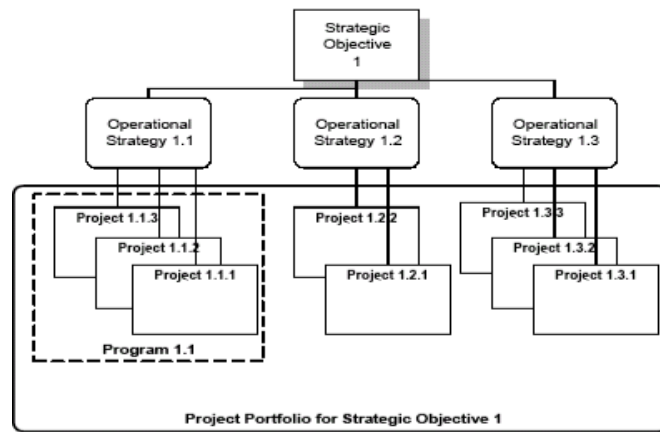 Strategic
Objective
1
Operational
Strategy 1.1
Operational
Strategy 1.2
Operational
Strategy 1.3
Project 1.1.3
Project 1.1.2
Project 1.1.1
Project 1.2.2
Project 1.2.1
Project 1.3.3
Project 1.3.2
Project 1.3.1
Program 1.1
Project Portfolio for Strategic Objective 1